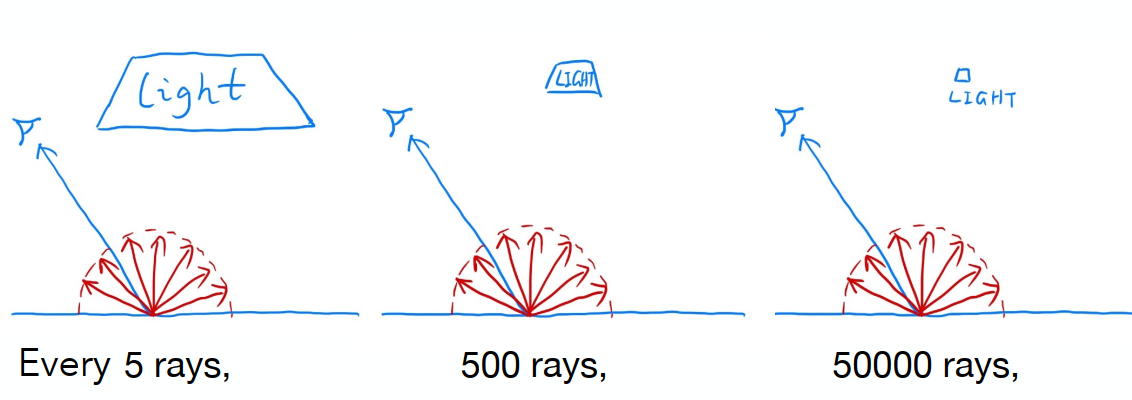 Light
LIGHT
LIGHT
Every 5 rays,
500 rays,
50000 rays,